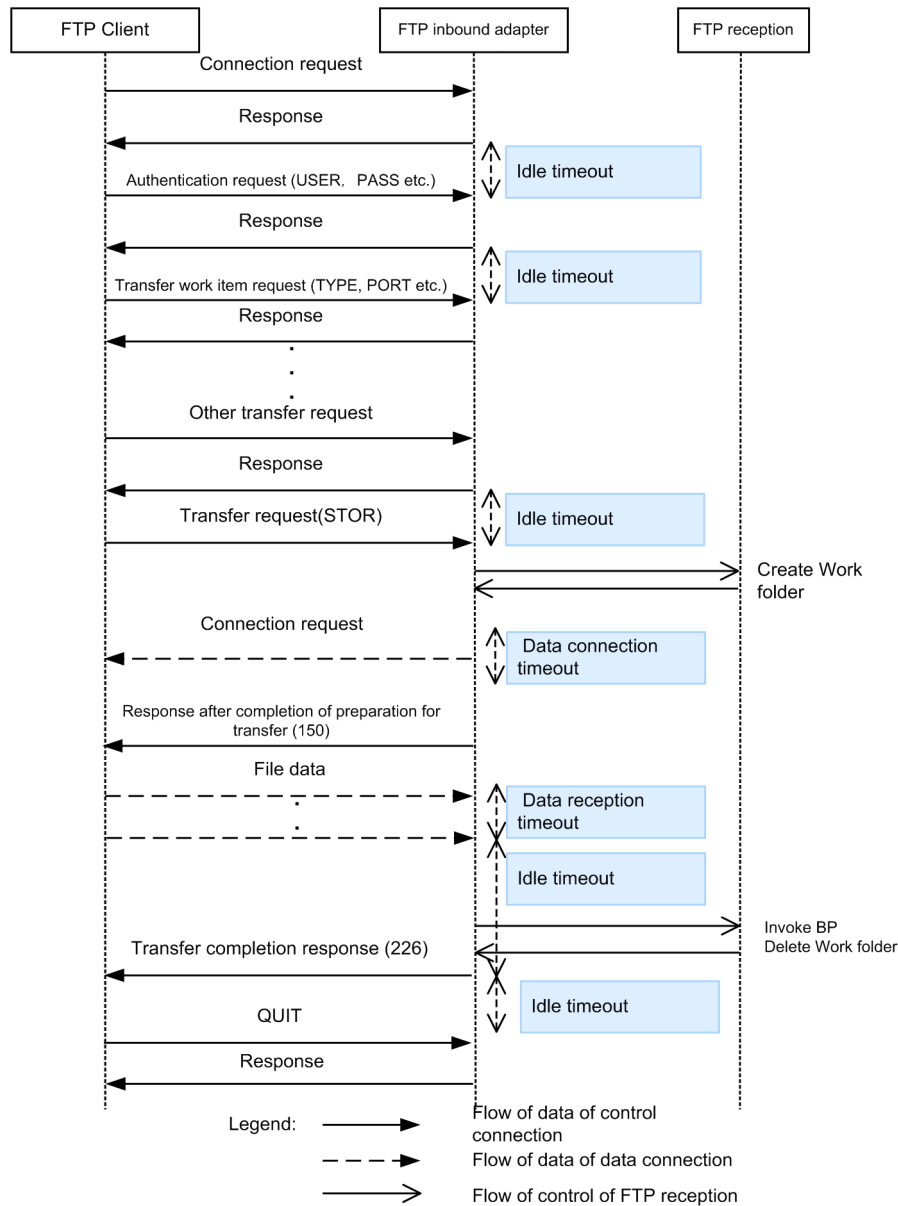 FTP Client
FTP inbound adapter
FTP reception
Connection request
Response
Idle timeout
Authentication request (USER, PASS etc.)
Response
Idle timeout
Transfer work item request (TYPE, PORT etc.)
Response
Other transfer request
Response
Idle timeout
Transfer request(STOR)
Create Work
folder
Connection request
Data connection
timeout
Response after completion of preparation for
transfer (150)
File data
Data reception
timeout
Idle timeout
Invoke BP
Delete Work folder
Transfer completion response (226)
Idle timeout
QUIT
Response
Legend:
Flow of data of control
connection
Flow of data of data connection
Flow of control of FTP reception